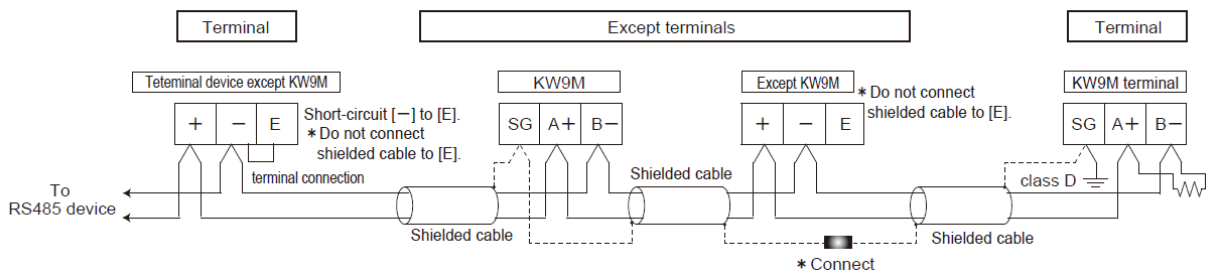 Terminal
Except terminals
Terminal
Teteminal device except KW9M
KW9M
Except KW9M
KW9M terminal
+ − E
Short-circuit [−] to [E].
* Do not connect
shielded cable to [E].
SG A+ B−
+ − E
* Do not connect
shielded cable to [E].
SG A+ B−
To
RS485 device
terminal connection
Shielded cable
Shielded cable
class D
Shielded cable
* Connect